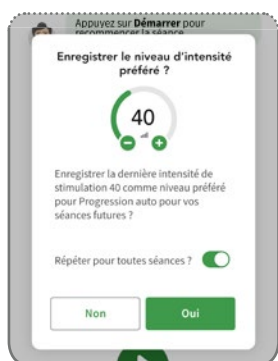 Appuyez sur Démarrer pour
recommencer la séance
Enregistrer le niveau d'intensité
préféré ?
40
Enregistrer la dernière intensité de
stimulation 40 comme niveau préféré
pour Progression auto pour vos
séances futures ?
Répéter pour toutes séances ?
Non Oui